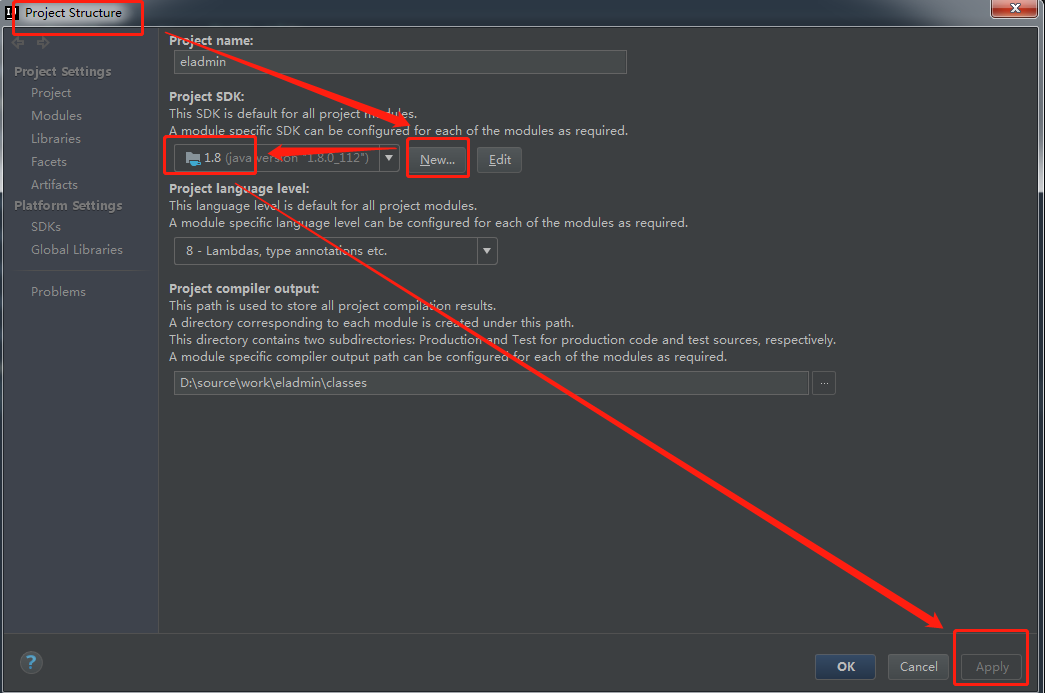 Project Structure
Project Settings
Project
Modules
Libraries
Facets
Artifacts
Platform Settings
SDKs
Global Libraries
Problems
Project name:
eladmin
Project SDK:
This SDK is default for all project modules.
A module specific SDK can be configured for each of the modules as required.
1.8 (java version "1.8.0_112")
New...
Edit
Project language level:
This language level is default for all project modules.
A module specific language level can be configured for each of the modules as required.
8 - Lambdas, type annotations etc.
Project compiler output:
This path is used to store all project compilation results.
A directory corresponding to each module is created under this path.
This directory contains two subdirectories: Production and Test for production code and test sources, respectively.
A module specific compiler output path can be configured for each of the modules as required.
D:\source\work\eladmin\classes
...
?
OK
Cancel
Apply